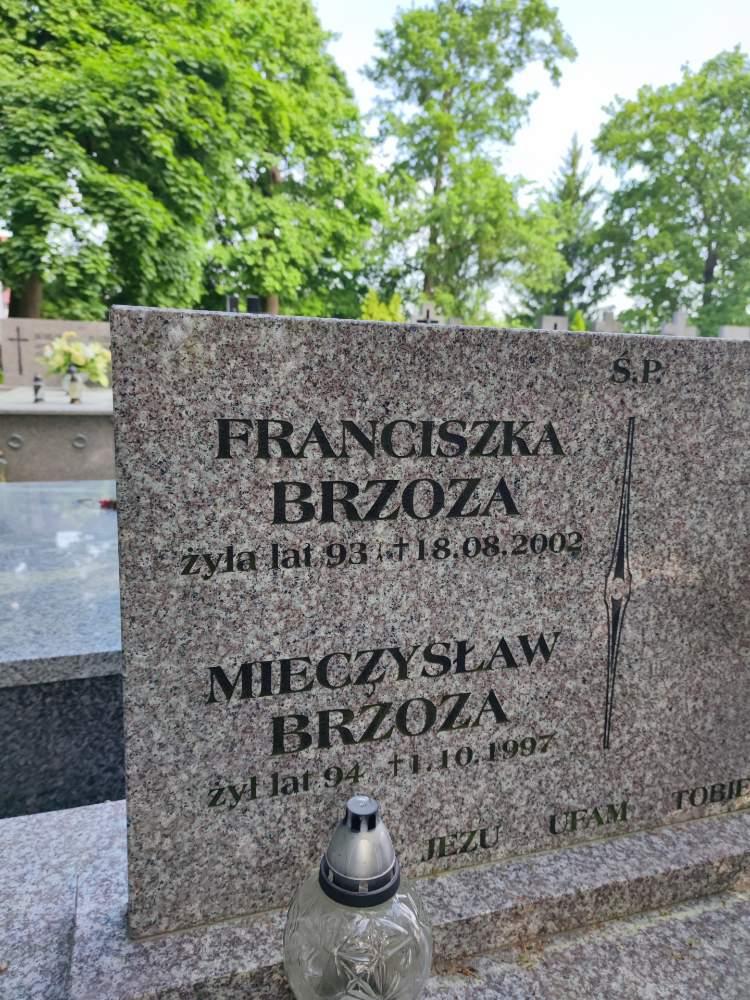 S.P.
FRANCISZKA
BRZOZA
żyła lat 93 †18.08.2002
MIECZYSŁAW
BRZOZA
żył lat 94 †1.10.1997
JEZU UFAM TOBIE